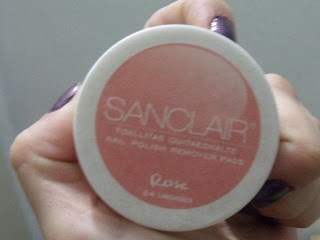 SANCLAIR®
TOALLITAS QUITAESMALTE
NAIL POLISH REMOVER PADS
Rose
24 UNIDADES